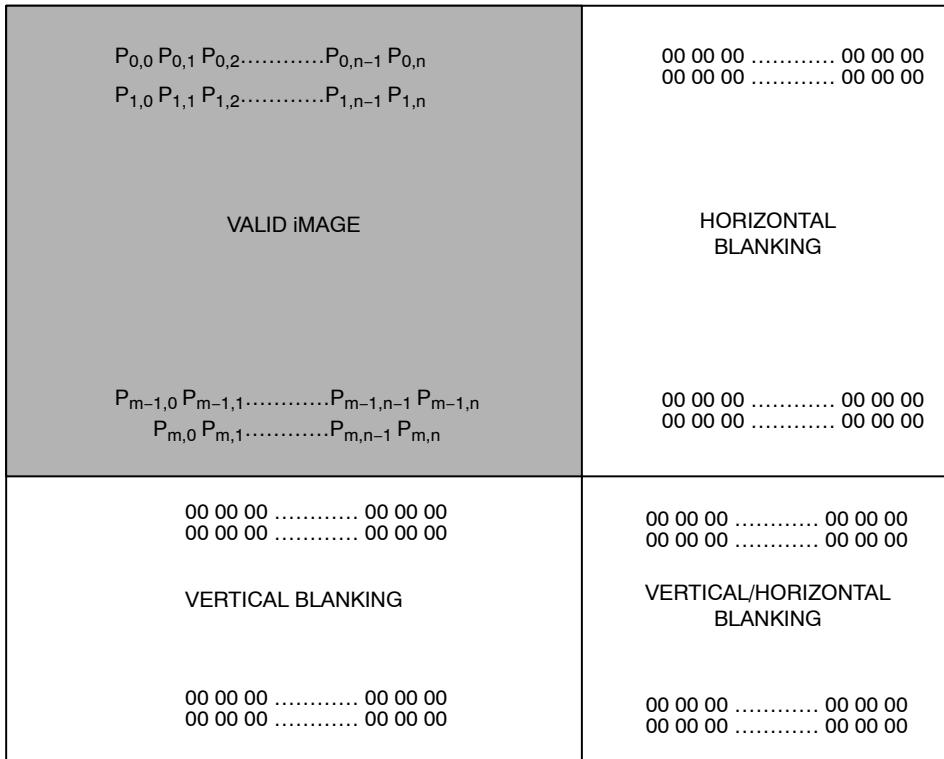 P0,0 P0,1 P0,2............P0,n−1 P0,n
P1,0 P1,1 P1,2............P1,n−1 P1,n
VALID iMAGE
Pm−1,0 Pm−1,1............Pm−1,n−1 Pm−1,n
Pm,0 Pm,1............Pm,n−1 Pm,n
00 00 00 ............ 00 00 00
00 00 00 ............ 00 00 00
HORIZONTAL
BLANKING
00 00 00 ............ 00 00 00
00 00 00 ............ 00 00 00
00 00 00 ............ 00 00 00
00 00 00 ............ 00 00 00
VERTICAL BLANKING
00 00 00 ............ 00 00 00
00 00 00 ............ 00 00 00
00 00 00 ............ 00 00 00
00 00 00 ............ 00 00 00
VERTICAL/HORIZONTAL
BLANKING
00 00 00 ............ 00 00 00
00 00 00 ............ 00 00 00